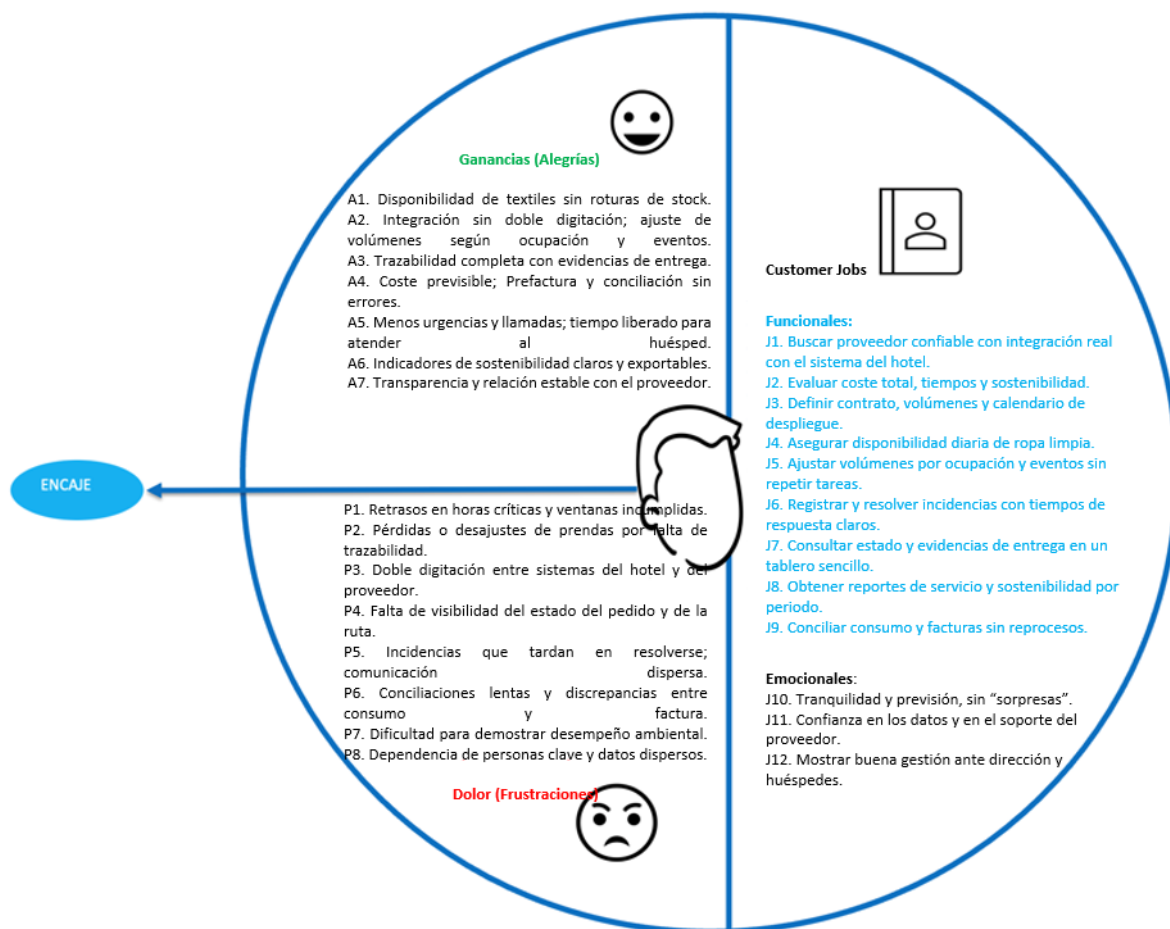 Ganancias (Alegrías)
A1. Disponibilidad de textiles sin roturas de stock.
A2. Integración sin doble digitación; ajuste de
volúmenes según ocupación y eventos.
A3. Trazabilidad completa con evidencias de entrega.
A4. Coste previsible; Prefactura y conciliación sin
errores.
A5. Menos urgencias y llamadas; tiempo liberado para
atender al huésped.
A6. Indicadores de sostenibilidad claros y exportables.
A7. Transparencia y relación estable con el proveedor.
ENCAJE
P1. Retrasos en horas críticas y ventanas incumplidas.
P2. Pérdidas o desajustes de prendas por falta de
trazabilidad.
P3. Doble digitación entre sistemas del hotel y del
proveedor.
P4. Falta de visibilidad del estado del pedido y de la
ruta.
P5. Incidencias que tardan en resolverse;
comunicación dispersa.
P6. Conciliaciones lentas y discrepancias entre
consumo y factura.
P7. Dificultad para demostrar desempeño ambiental.
P8. Dependencia de personas clave y datos dispersos.
Dolor (Frustraciones)
Customer Jobs
Funcionales:
J1. Buscar proveedor confiable con integración real
con el sistema del hotel.
J2. Evaluar coste total, tiempos y sostenibilidad.
J3. Definir contrato, volúmenes y calendario de
despliegue.
J4. Asegurar disponibilidad diaria de ropa limpia.
J5. Ajustar volúmenes por ocupación y eventos sin
repetir tareas.
J6. Registrar y resolver incidencias con tiempos de
respuesta claros.
J7. Consultar estado y evidencias de entrega en un
tablero sencillo.
J8. Obtener reportes de servicio y sostenibilidad por
periodo.
J9. Conciliar consumo y facturas sin reprocesos.
Emocionales:
J10. Tranquilidad y previsión, sin “sorpresas”.
J11. Confianza en los datos y en el soporte del
proveedor.
J12. Mostrar buena gestión ante dirección y
huéspedes.